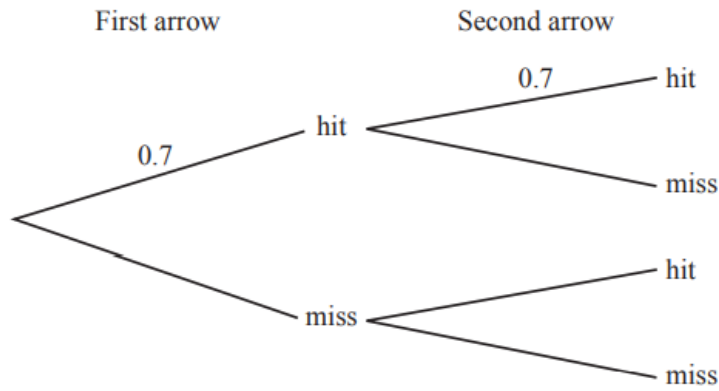 First arrow Second arrow
0.7 hit
hit
0.7
miss
hit
miss
miss